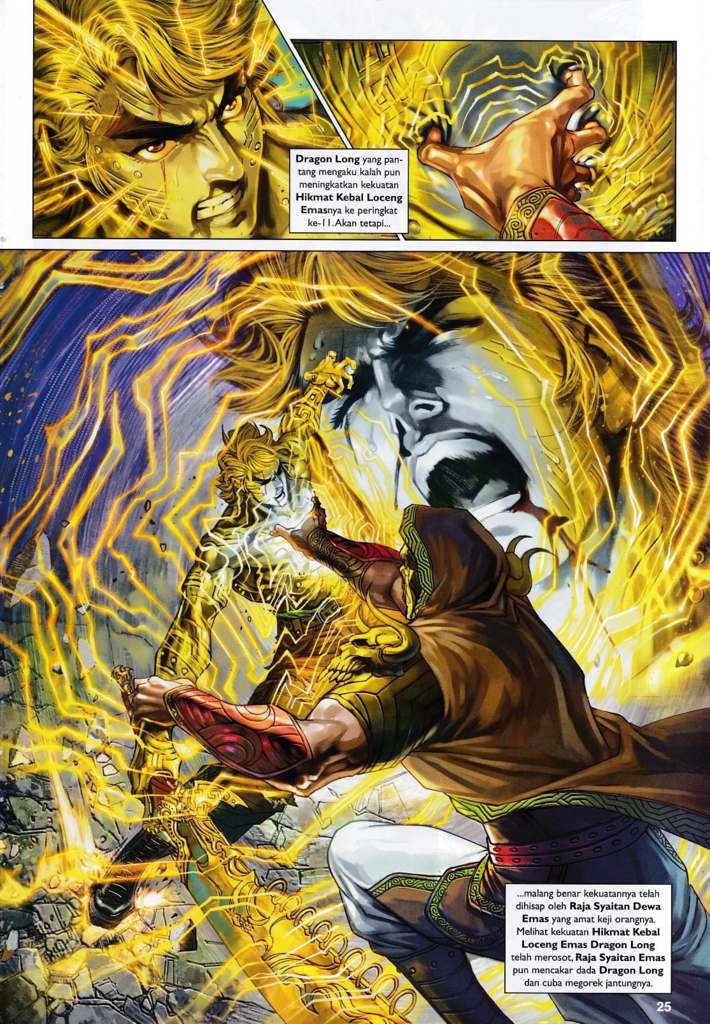 Dragon Long yang pan-
tang mengaku kalah pun
meningkatkan kekuatan
Hikmat Kebal Loceng
Emasnya ke peringkat
ke-11. Akan tetapi...
...malang benar kekuatannya telah
dihisap oleh Raja Syaitan Dewa
Emas yang amat keji orangnya.
Melihat kekuatan Hikmat Kebal
Loceng Emas Dragon Long
telah merosot, Raja Syaitan Emas
pun mencakar dada Dragon Long
dan cuba megorek jantungnya.
25